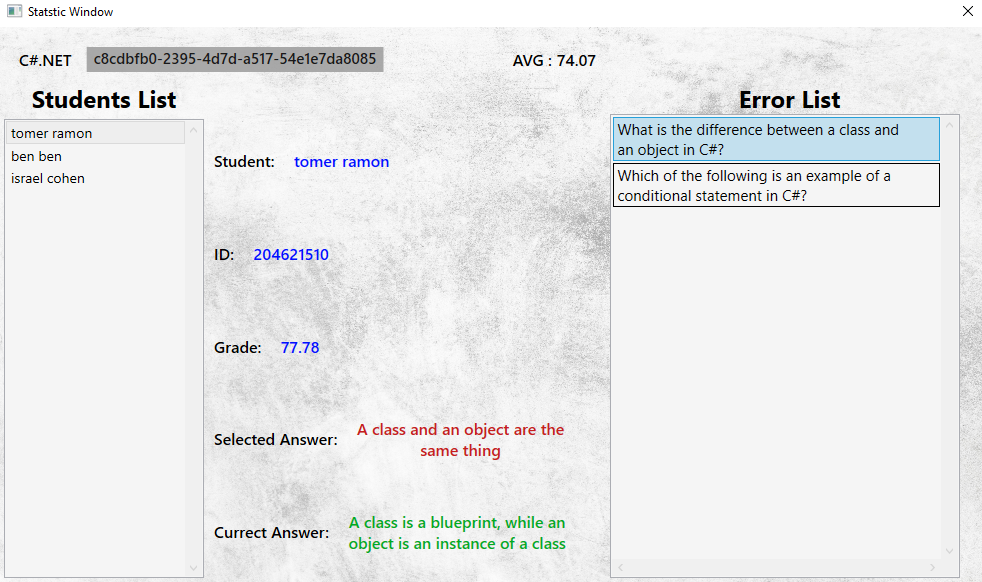 Statstic Window
C#.NET
c8cdbfb0-2395-4d7d-a517-54e1e7da8085
AVG : 74.07
Students List
tomer ramon
ben ben
israel cohen
Student:
tomer ramon
ID:
204621510
Grade:
77.78
Selected Answer:
A class and an object are the
same thing
Currect Answer:
A class is a blueprint, while an
object is an instance of a class
Error List
What is the difference between a class and
an object in C#?
Which of the following is an example of a
conditional statement in C#?